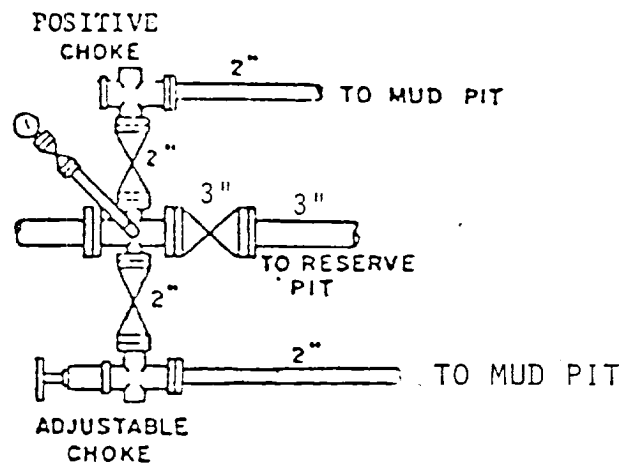 POSITIVE
CHOKE
2"
TO MUD PIT
2"
3"
3"
TO RESERVE
PIT
2"
2"
TO MUD PIT
ADJUSTABLE
CHOKE